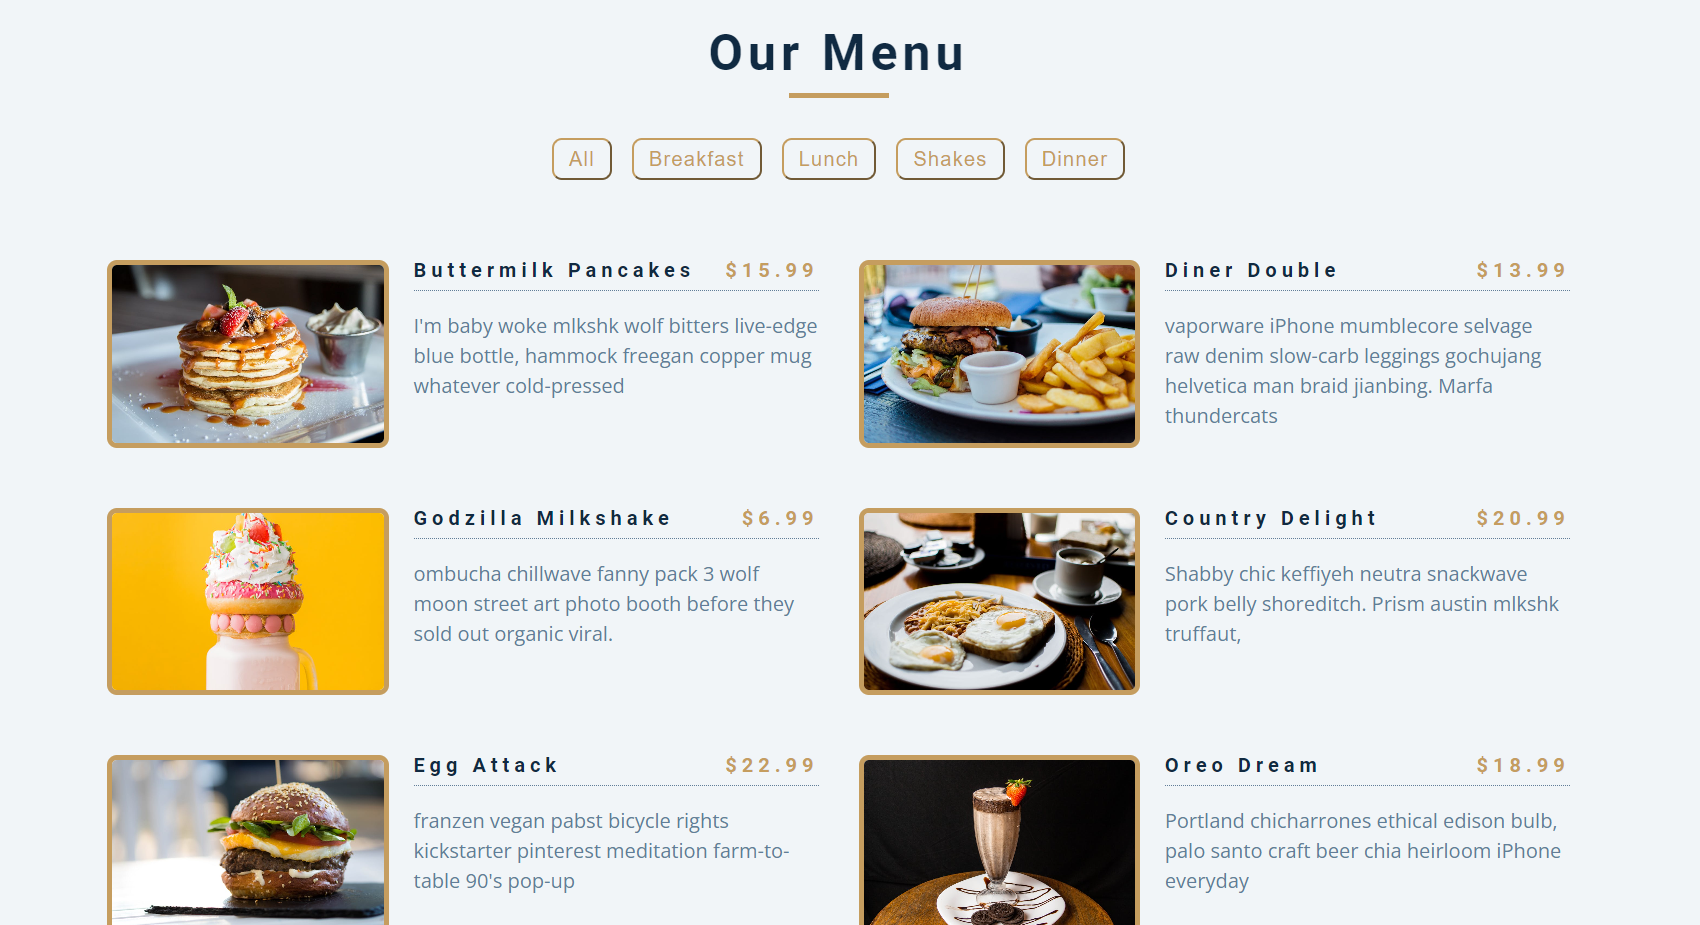 Our Menu
All
Breakfast
Lunch
Shakes
Dinner
Buttermilk Pancakes $15.99
I'm baby woke mlkshk wolf bitters live-edge
blue bottle, hammock freegan copper mug
whatever cold-pressed
Diner Double $13.99
vaporware iPhone mumblecore selvage
raw denim slow-carb leggings gochujang
helvetica man braid jianbing. Marfa
thundercats
Godzilla Milkshake $6.99
ombucha chillwave fanny pack 3 wolf
moon street art photo booth before they
sold out organic viral.
Country Delight $20.99
Shabby chic keffiyeh neutra snackwave
pork belly shoreditch. Prism austin mlkshk
truffaut,
Egg Attack $22.99
franzen vegan pabst bicycle rights
kickstarter pinterest meditation farm-to-
table 90's pop-up
Oreo Dream $18.99
Portland chicharrones ethical edison bulb,
palo santo craft beer chia heirloom iPhone
everyday